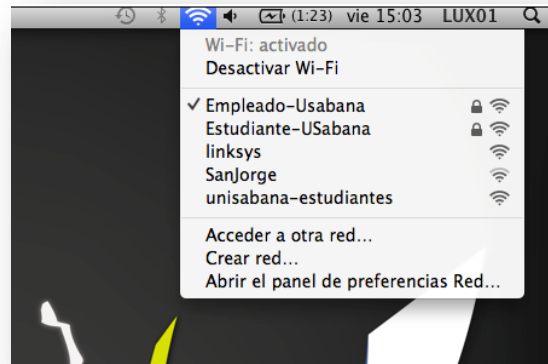 (1:23) vie 15:03 LUX01
Wi-Fi: activado
Desactivar Wi-Fi
Empleado-Usabana
Estudiante-USabana
linksys
SanJorge
unisabana-estudiantes
Acceder a otra red...
Crear red...
Abrir el panel de preferencias Red...